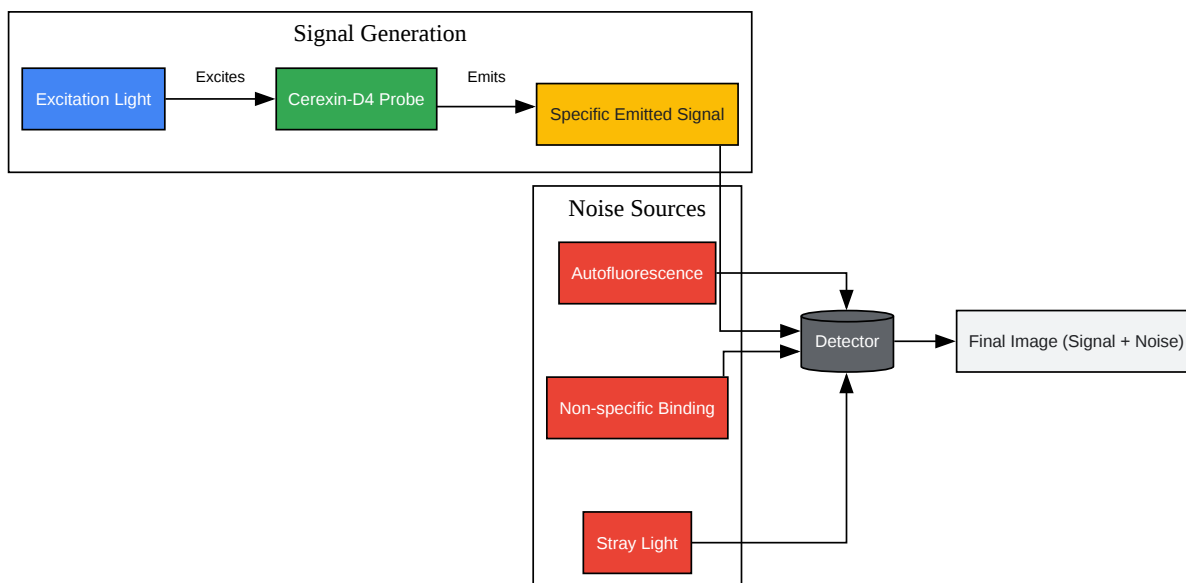 Signal Generation
Excites
Emits
Excitation Light
Cerexin-D4 Probe
Specific Emitted Signal
Noise Sources
Autofluorescence
Detector
Final Image (Signal + Noise)
Non-specific Binding
Stray Light